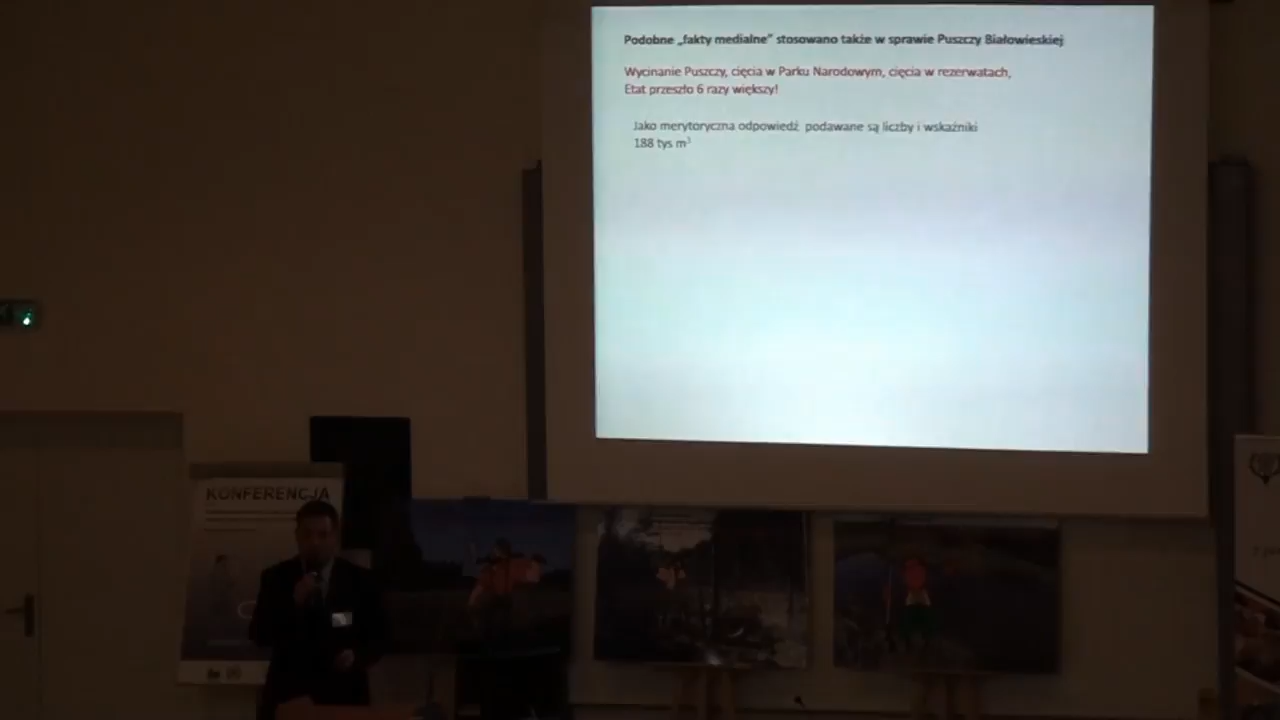 Podobne „fakty medialne” stosowano także w sprawie Puszczy Białowieskiej
Wycinanie Puszczy, cięcia w Parku Narodowym, cięcia w rezerwatach,
Etat przeszło 6 razy większy!
Jako merytoryczna odpowiedź podawane są liczby i wskaźniki
188 tys m³
KONFERENCJA